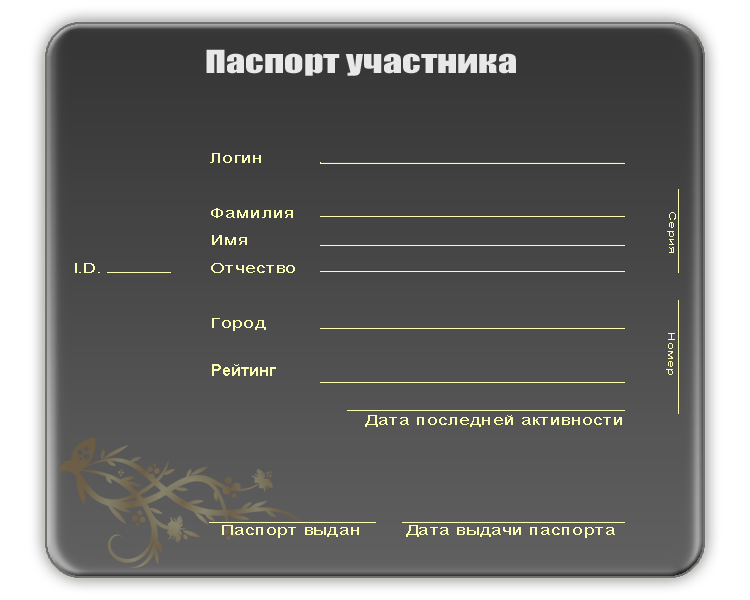 Паспорт участника
Логин
Фамилия
Имя
I.D. Отчество
Город
Рейтинг
Дата последней активности
Паспорт выдан Дата выдачи паспорта
Серия
Номер